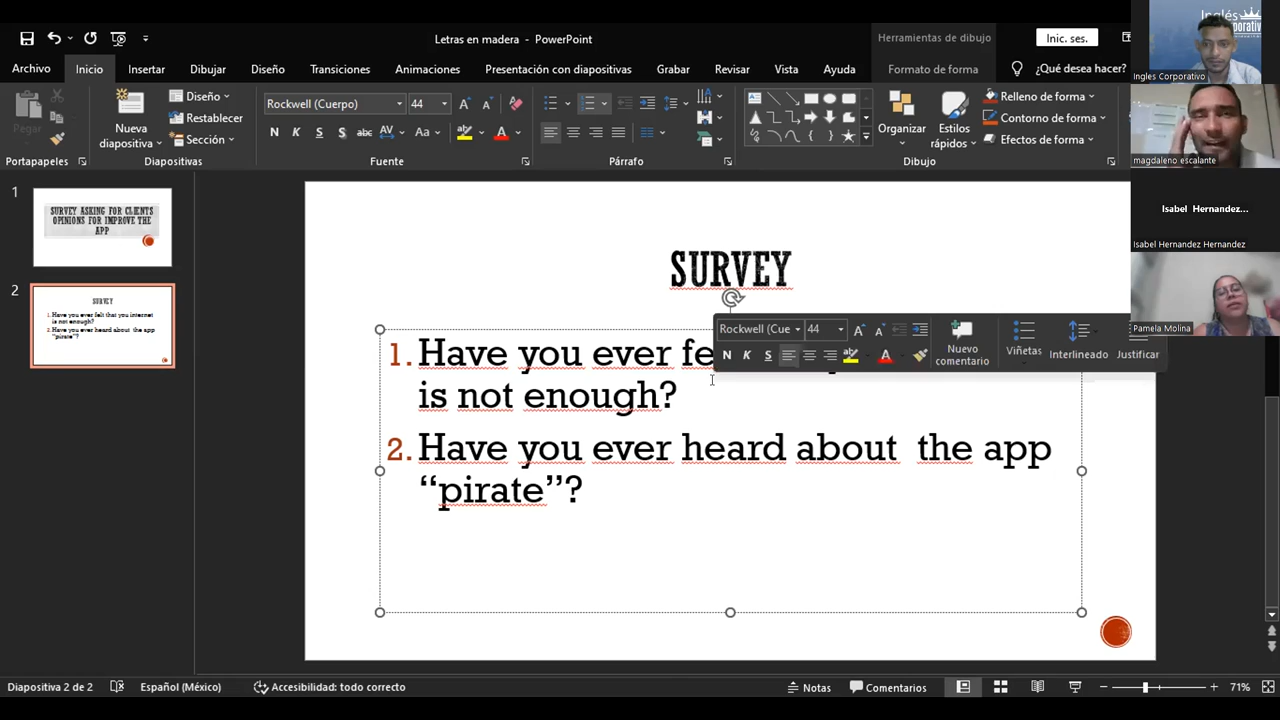 Letras en madera - PowerPoint
Herramientas de dibujo
Inic. ses.
Archivo Inicio Insertar Dibujar Diseño Transiciones Animaciones Presentación con diapositivas Grabar Revisar Vista Ayuda Formato de forma ¿Qué desea hacer?
Pegar
Nueva diapositiva
Diseño
Restablecer
Sección
Rockwell (Cuerpo) 44
N K S S abc AV Aa A
Organizar
Estilos rápidos
Relleno de forma
Contorno de forma
Efectos de forma
Portapapeles Diapositivas Fuente Párrafo Dibujo
1
SURVEY ASKING FOR CLIENTS
OPINIONS FOR IMPROVE THE
APP
2
SURVEY
1. Have you ever felt that you internet
is not enough?
2. Have you ever heard about the app
"pirate"?
SURVEY
1. Have you ever fe
is not enough?
2. Have you ever heard about the app
“pirate”?
Rockwell (Cue 44
N K S A
Nuevo comentario
Viñetas
Interlineado
Justificar
Inglés
Ingles Corporativo
magdaleno escalante
Isabel Hernandez...
Isabel Hernandez Hernandez
Pamela Molina
Diapositiva 2 de 2 Español (México) Accesibilidad: todo correcto Notas Comentarios 71%